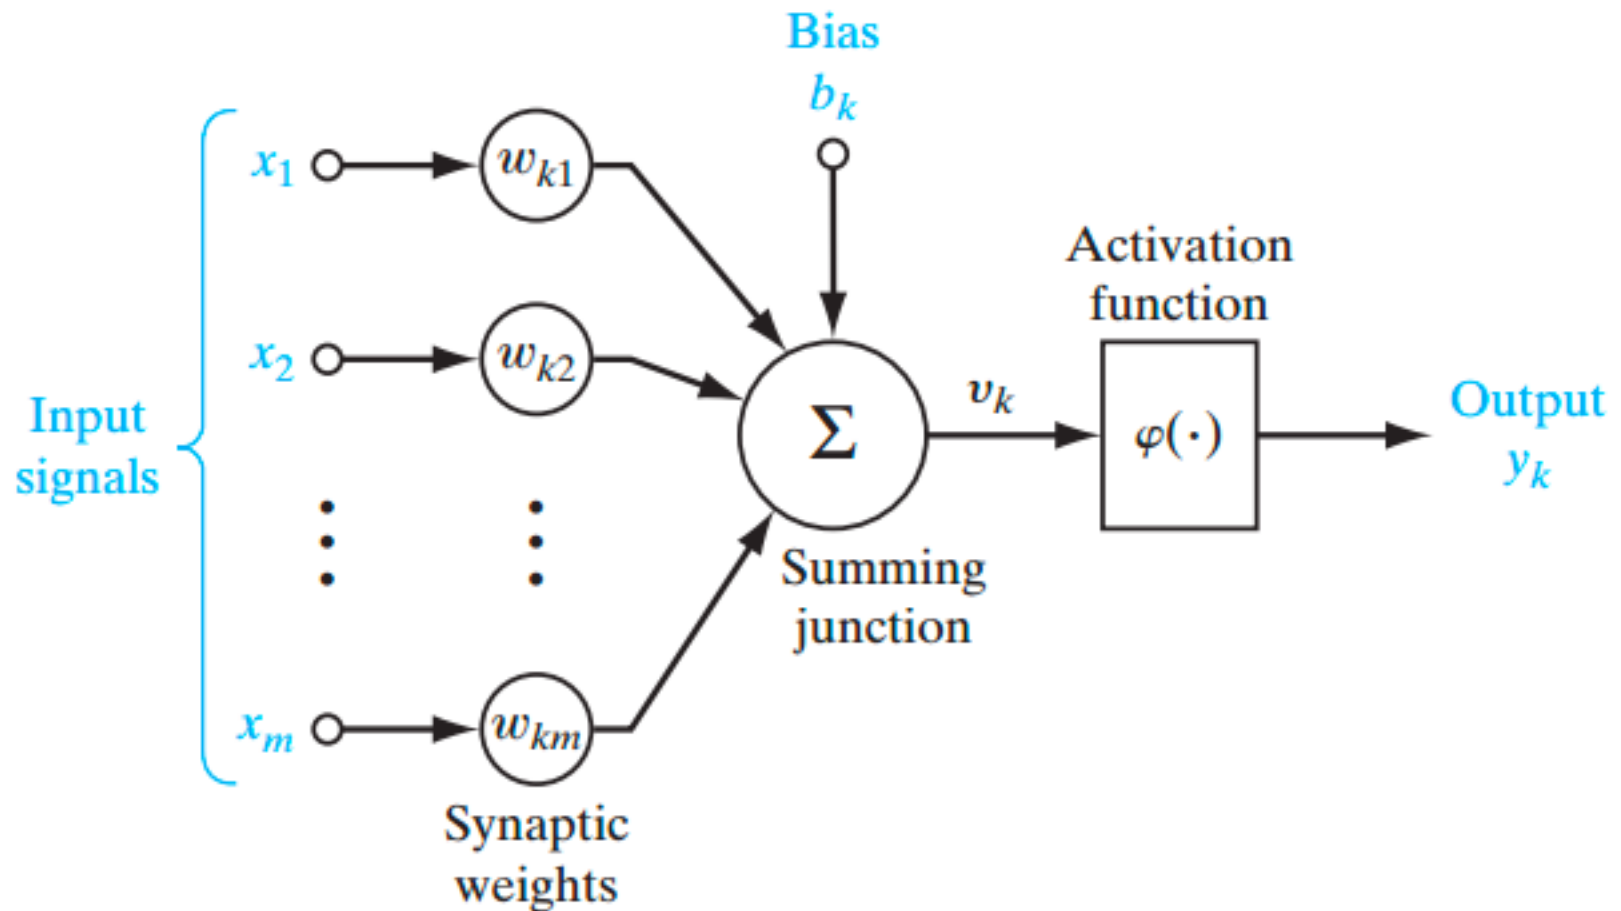 Bias
b_k
x_1
w_k1
Activation
function
x_2
w_k2
Input
signals
Σ
v_k
φ(·)
Output
y_k
Summing
junction
x_m
w_km
Synaptic
weights